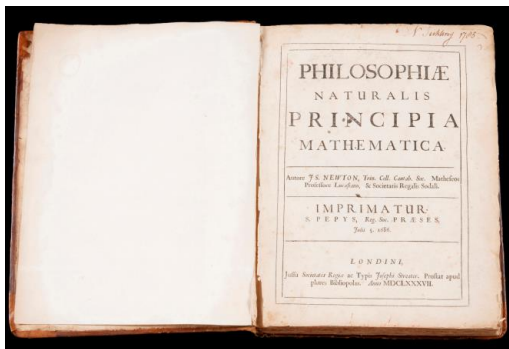 1705
PHILOSOPHIÆ
NATURALIS
PRINCIPIA
MATHEMATICA.
Autore JS. NEWTON, Trin. Coll. Cantab. Soc. Matheseos
Professore Lucasiano, & Societatis Regalis Sodali.
IMPRIMATUR·
S. PEPYS, Reg. Soc. PRÆSES.
Julii 5. 1686.
LONDINI,
Jussu Societatis Regiæ ac Typis Josephi Streater. Prostat apud
plures Bibliopolas. Anno MDCLXXXVII.